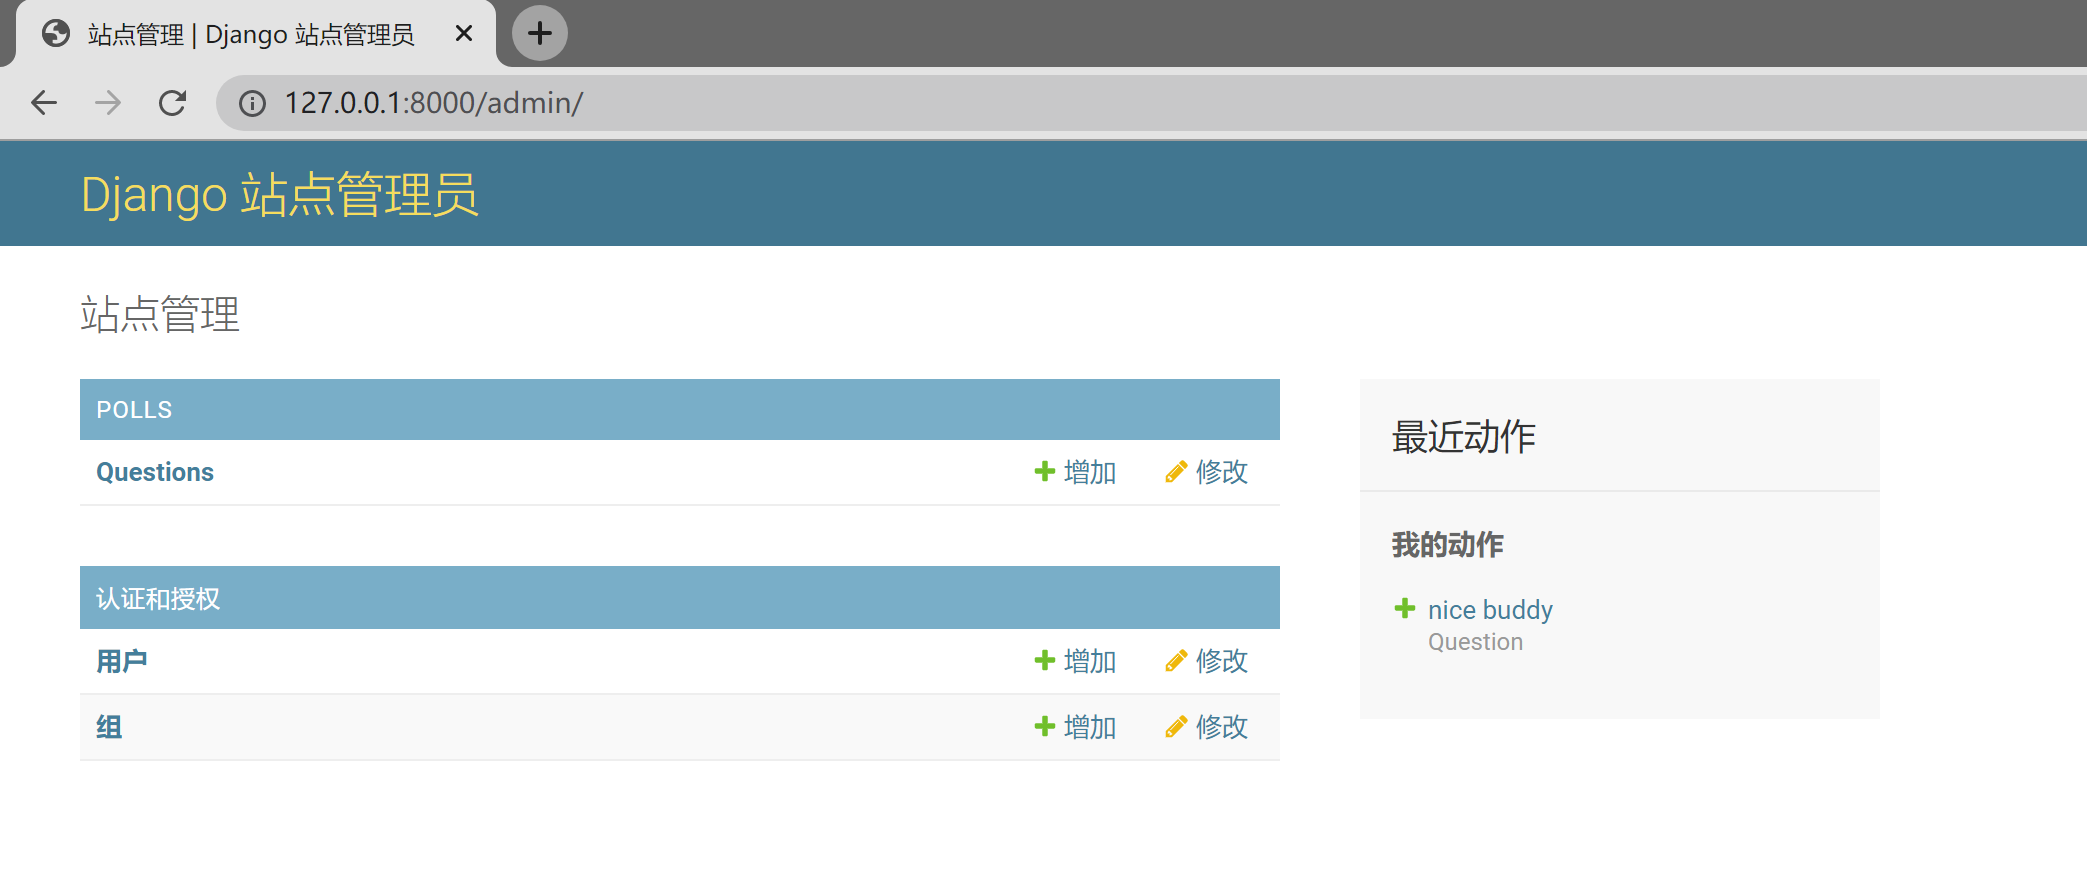 站点管理 | Django 站点管理员
127.0.0.1:8000/admin/
Django 站点管理员
站点管理
POLLS
Questions 增加 修改
认证和授权
用户 增加 修改
组 增加 修改
最近动作
我的动作
nice buddy
Question